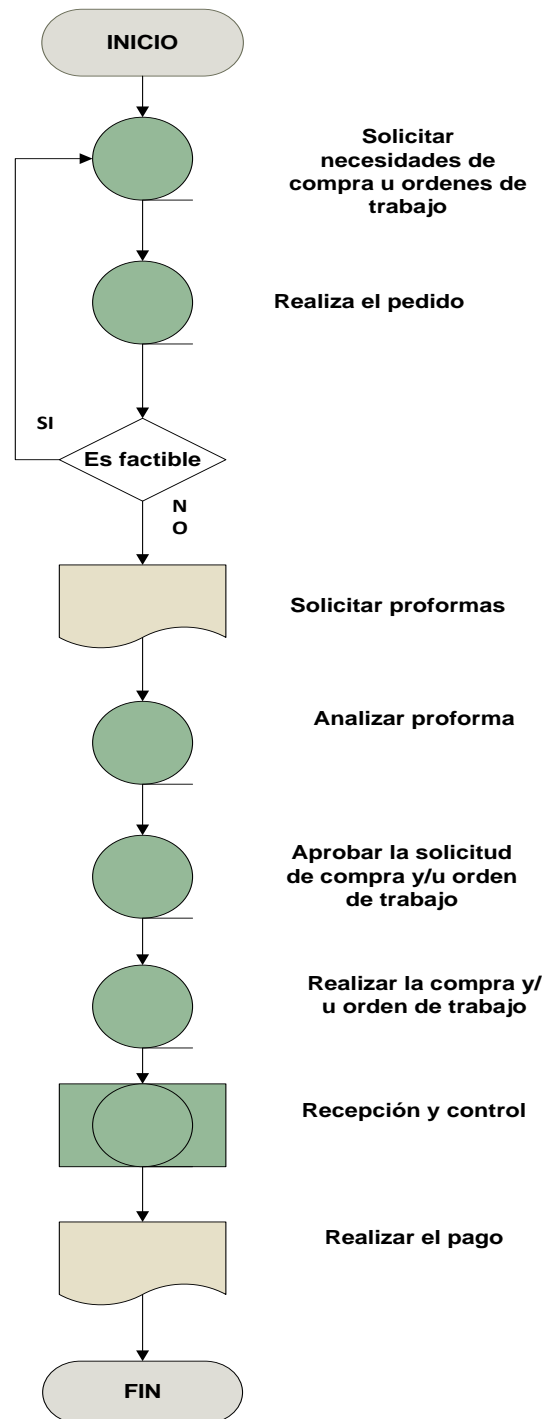 INICIO
Solicitar
necesidades de
compra u ordenes de
trabajo
Realiza el pedido
SI
Es factible
N
O
Solicitar proformas
Analizar proforma
Aprobar la solicitud
de compra y/u orden
de trabajo
Realizar la compra y/
u orden de trabajo
Recepción y control
Realizar el pago
FIN